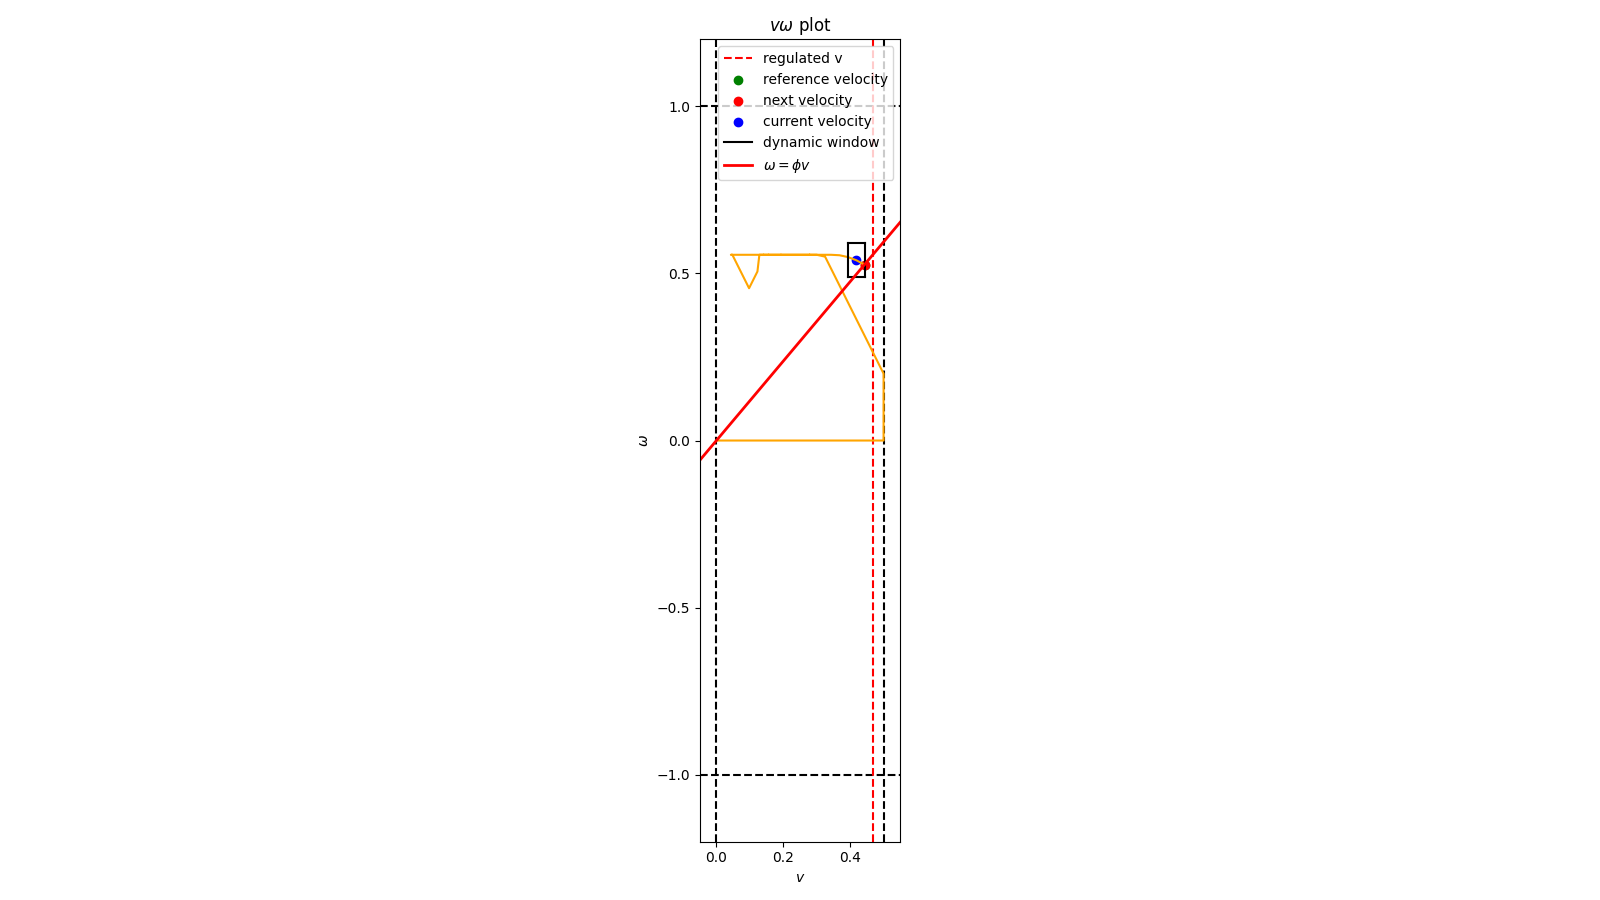 vω plot
regulated v
reference velocity
next velocity
current velocity
dynamic window
ω = ϕv
1.0
0.5
0.0
−0.5
−1.0
ω
0.0 0.2 0.4
v